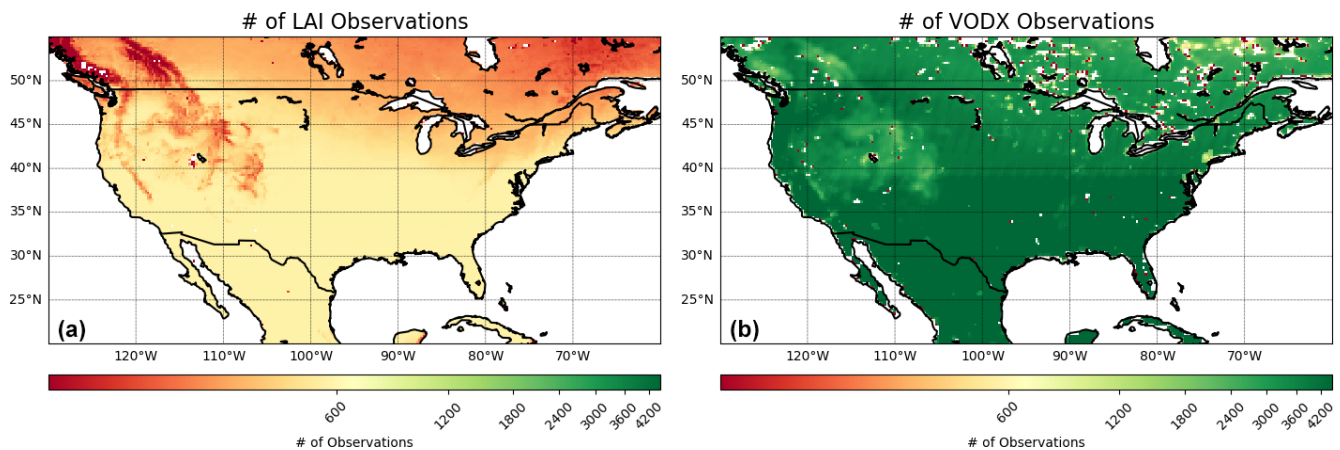 # of LAI Observations
50°N
45°N
40°N
35°N
30°N
25°N
(a)
120°W 110°W 100°W 90°W 80°W 70°W
600 1200 1800 2400 3000 3600 4200
# of Observations
# of VODX Observations
50°N
45°N
40°N
35°N
30°N
25°N
(b)
120°W 110°W 100°W 90°W 80°W 70°W
600 1200 1800 2400 3000 3600 4200
# of Observations